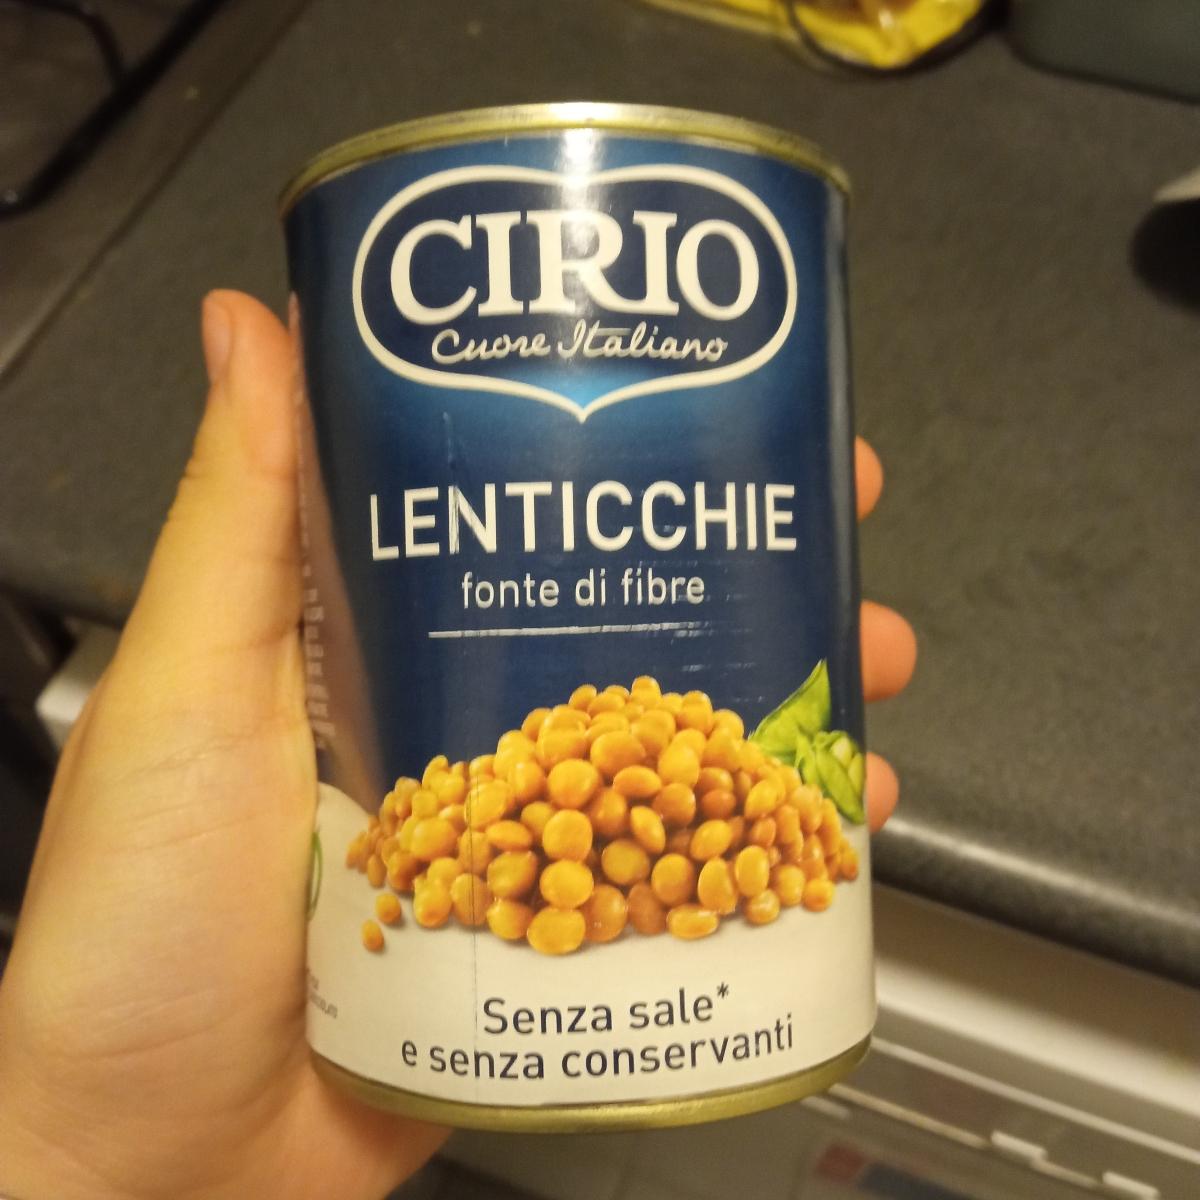 CIRIO
Cuore Italiano
LENTICCHIE
fonte di fibre
Senza sale*
e senza conservanti